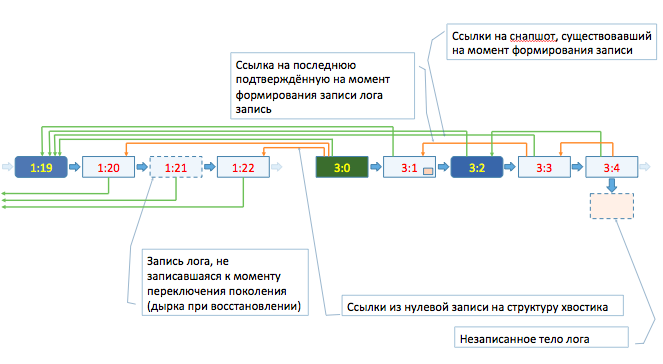 Ссылки на снапшот, существовавший
на момент формирования записи
Ссылка на последнюю
подтверждённую на момент
формирования записи лога
запись
1:19
1:20
1:21
1:22
3:0
3:1
3:2
3:3
3:4
Запись лога, не
записавшаяся к моменту
переключения поколения
(дырка при восстановлении)
Ссылки из нулевой записи на структуру хвостика
Незаписанное тело лога